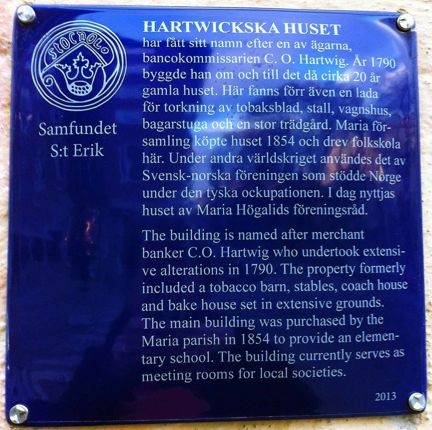 STOCHOLM
Samfundet
S:t Erik
HARTWICKSKA HUSET
har fått sitt namn efter en av ägarna,
bancokommissarien C. O. Hartwig. År 1790
byggde han om och till det då cirka 20 år
gamla huset. Här fanns förr även en lada
för torkning av tobaksblad, stall, vagnshus,
bagarstuga och en stor trädgård. Maria för-
samling köpte huset 1854 och drev folkskola
här. Under andra världskriget användes det av
Svensk-norska föreningen som stödde Norge
under den tyska ockupationen. I dag nyttjas
huset av Maria Högalids föreningsråd.
The building is named after merchant
banker C.O. Hartwig who undertook extensi-
ve alterations in 1790. The property formerly
included a tobacco barn, stables, coach house
and bake house set in extensive grounds.
The main building was purchased by the
Maria parish in 1854 to provide an elemen-
tary school. The building currently serves as
meeting rooms for local societies.
2013